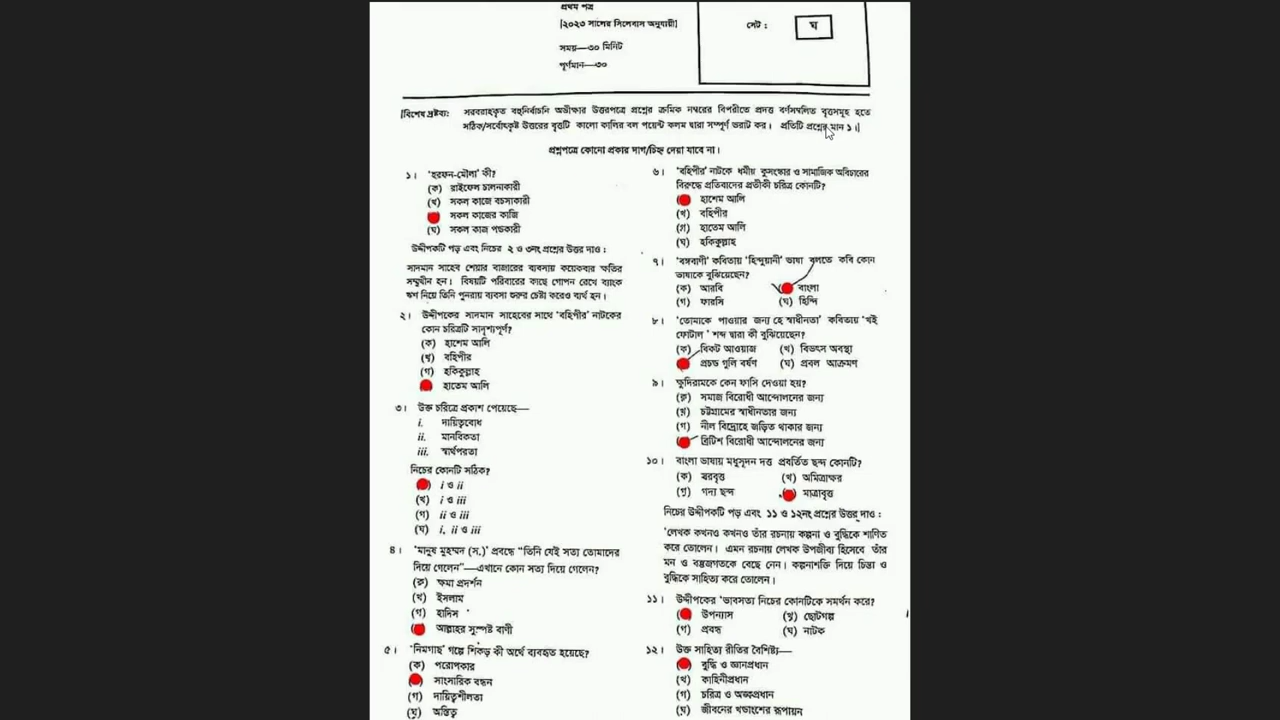 প্রথম পত্র
[২০২৩ সালের সিলেবাস অনুযায়ী]
সময়—৩০ মিনিট
পূর্ণমান—৩০
সেট : ঘ
[বিশেষ দ্রষ্টব্য: সরবরাহকৃত বহুনির্বাচনি অভীক্ষার উত্তরপত্রে প্রশ্নের ক্রমিক নম্বরের বিপরীতে প্রদত্ত বর্ণসম্বলিত বৃত্তসমূহ হতে
সঠিক/সর্বোৎকৃষ্ট উত্তরের বৃত্তটি কালো কালির বল পয়েন্ট কলম দ্বারা সম্পূর্ণ ভরাট কর। প্রতিটি প্রশ্নের মান ১।]
প্রশ্নপত্রে কোনো প্রকার দাগ/চিহ্ন দেয়া যাবে না।
১। 'হরফন-মৌলা' কী?
(ক) রাইফেল চালনাকারী
(খ) সকল কাজে বচসাকারী
সকল কাজের কাজি
(ঘ) সকল কাজ পন্ডকারী
উদ্দীপকটি পড় এবং নিচের ২ ও ৩নং প্রশ্নের উত্তর দাও :
সাদমান সাহেব শেয়ার বাজারের ব্যবসায় কয়েকবার ক্ষতির
সম্মুখীন হন। বিষয়টি পরিবারের কাছে গোপন রেখে ব্যাংক
ঋণ নিয়ে তিনি পুনরায় ব্যবসা শুরুর চেষ্টা করেও ব্যর্থ হন।
২। উদ্দীপকের সাদমান সাহেবের সাথে 'বহিপীর' নাটকের
কোন চরিত্রটি সাদৃশ্যপূর্ণ?
(ক) হাশেম আলি
(খ) বহিপীর
(গ) হকিকুল্লাহ
হাতেম আলি
৩। উক্ত চরিত্রে প্রকাশ পেয়েছে—
i. দায়িত্ববোধ
ii. মানবিকতা
iii. স্বার্থপরতা
নিচের কোনটি সঠিক?
i ও ii
(খ) i ও iii
(গ) ii ও iii
(ঘ) i, ii ও iii
৪। 'মানুষ মুহম্মদ (স.)' প্রবন্ধে "তিনি যেই সত্য তোমাদের
দিয়ে গেলেন"—এখানে কোন সত্য দিয়ে গেলেন?
(ক) ক্ষমা প্রদর্শন
(খ) ইসলাম
(গ) হাদিস
আল্লাহর সুস্পষ্ট বাণী
৫। 'নিমগাছ' গল্পে শিকড় কী অর্থে ব্যবহৃত হয়েছে?
(ক) পরোপকার
সাংসারিক বন্ধন
(গ) দায়িত্বশীলতা
(ঘ) অস্তিত্ব
৬। 'বহিপীর' নাটকে ধর্মীয় কুসংস্কার ও সামাজিক অবিচারের
বিরুদ্ধে প্রতিবাদের প্রতীকী চরিত্র কোনটি?
হাশেম আলি
(খ) বহিপীর
(গ) হাতেম আলি
(ঘ) হকিকুল্লাহ
৭। 'বঙ্গবাণী' কবিতায় 'হিন্দুয়ানী' ভাষা বলতে কবি কোন
ভাষাকে বুঝিয়েছেন?
(ক) আরবি বাংলা
(গ) ফারসি (ঘ) হিন্দি
৮। 'তোমাকে পাওয়ার জন্য হে স্বাধীনতা' কবিতায় 'খই
ফোটাল' শব্দ দ্বারা কী বুঝিয়েছেন?
(ক) বিকট আওয়াজ (খ) বিভৎস অবস্থা
প্রচন্ড গুলি বর্ষণ (ঘ) প্রবল আক্রমণ
৯। ক্ষুদিরামকে কেন ফাসি দেওয়া হয়?
(ক) সমাজ বিরোধী আন্দোলনের জন্য
(খ) চট্টগ্রামের স্বাধীনতার জন্য
(গ) নীল বিদ্রোহে জড়িত থাকার জন্য
ব্রিটিশ বিরোধী আন্দোলনের জন্য
১০। বাংলা ভাষায় মধুসূদন দত্ত প্রবর্তিত ছন্দ কোনটি?
(ক) স্বরবৃত্ত (খ) অমিত্রাক্ষর
(গ) গদ্য ছন্দ মাত্রাবৃত্ত
নিচের উদ্দীপকটি পড় এবং ১১ ও ১২নং প্রশ্নের উত্তর দাও :
'লেখক কখনও কখনও তাঁর রচনায় কল্পনা ও বুদ্ধিকে শাণিত
করে তোলেন। এমন রচনায় লেখক উপজীব্য হিসেবে তাঁর
মন ও বস্তুজগতকে বেছে নেন। কল্পনাশক্তি দিয়ে চিন্তা ও
বুদ্ধিকে সাহিত্য করে তোলেন।
১১। উদ্দীপকের 'ভাবসত্য নিচের কোনটিকে সমর্থন করে?
উপন্যাস (খ) ছোটগল্প
(গ) প্রবন্ধ (ঘ) নাটক
১২। উক্ত সাহিত্য রীতির বৈশিষ্ট্য—
বুদ্ধি ও জ্ঞানপ্রধান
(খ) কাহিনীপ্রধান
(গ) চরিত্র ও অঙ্কপ্রধান
(ঘ) জীবনের খন্ডাংশের রূপায়ন